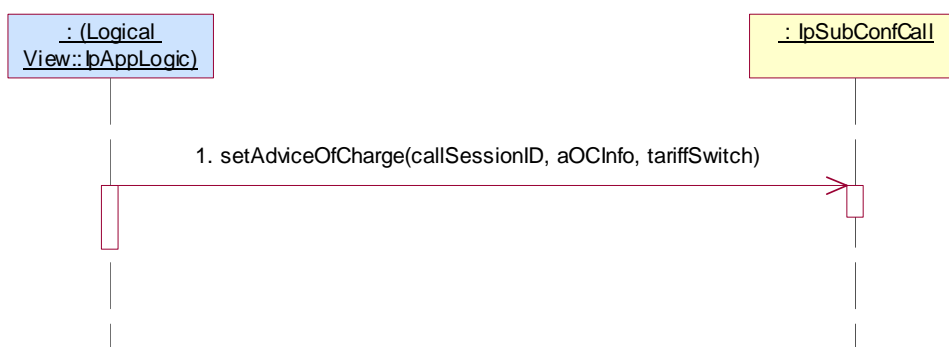 : (Logical
View::IpAppLogic)
: IpSubConfCall
1. setAdviceOfCharge(callSessionID, aOCInfo, tariffSwitch)